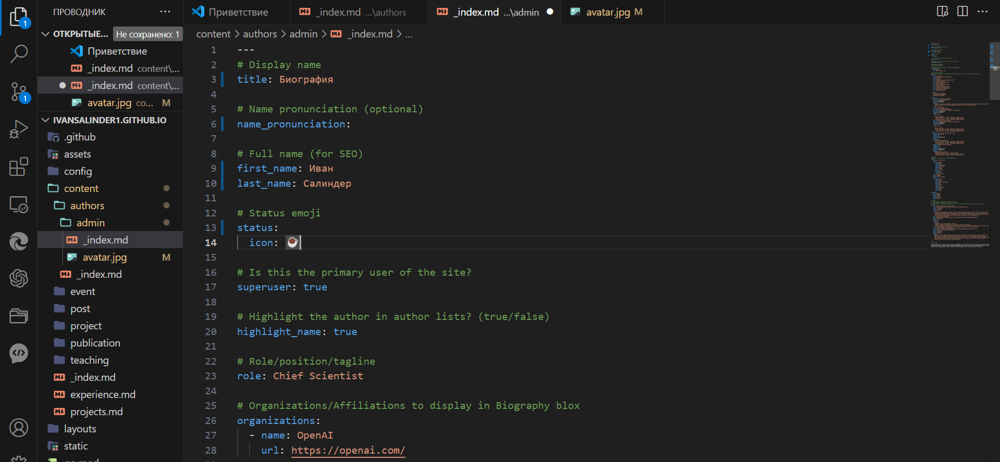 ПРОВОДНИК ···
ОТКРЫТЫЕ... Не сохранено: 1
Приветствие
_index.md content\...
_index.md content\...
avatar.jpg co... M
IVANSALINDER1.GITHUB.IO
.github
assets
config
content
authors
admin
_index.md
avatar.jpg M
_index.md
event
post
project
publication
teaching
_index.md
experience.md
projects.md
layouts
static
1
1
Приветствие
_index.md ...\authors
_index.md ...\admin
avatar.jpg M
content > authors > admin > _index.md > ...
1 ---
2 # Display name
3 title: Биография
4
5 # Name pronunciation (optional)
6 name_pronunciation:
7
8 # Full name (for SEO)
9 first_name: Иван
10 last_name: Салиндер
11
12 # Status emoji
13 status:
14 icon: ☕
15
16 # Is this the primary user of the site?
17 superuser: true
18
19 # Highlight the author in author lists? (true/false)
20 highlight_name: true
21
22 # Role/position/tagline
23 role: Chief Scientist
24
25 # Organizations/Affiliations to display in Biography blox
26 organizations:
27 - name: OpenAI
28 url: https://openai.com/